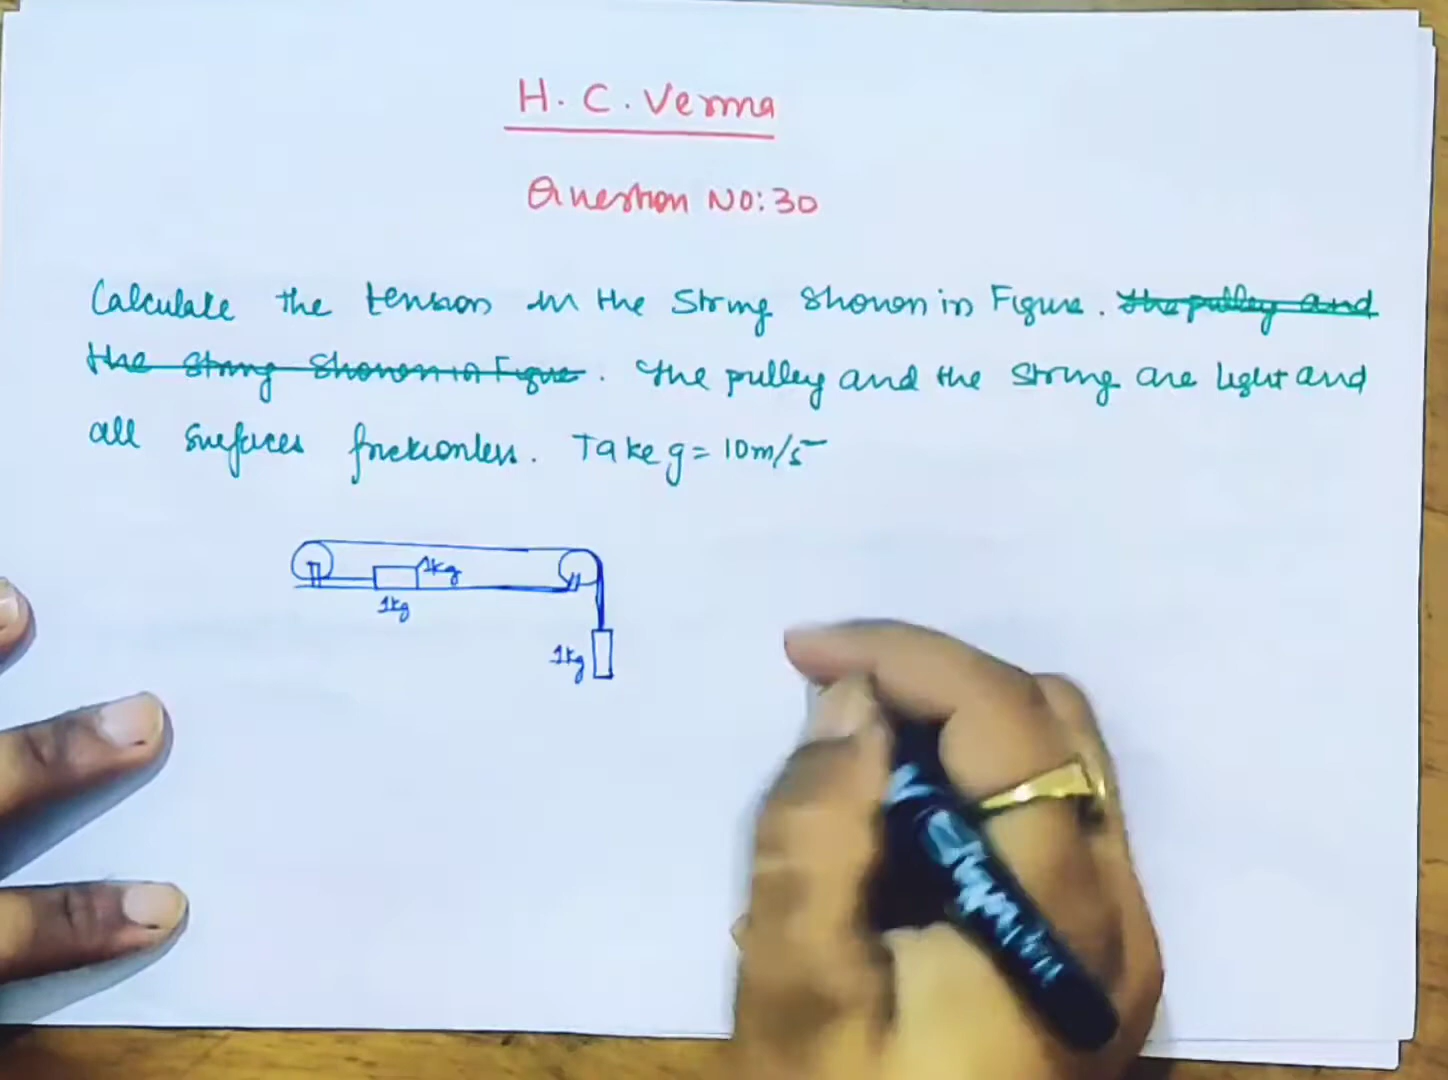 H. C. Verma
Question NO: 30
Calculate the tension in the string shown in Figure. the pulley and
the string shown in Figure. The pulley and the string are light and
all surfaces frictionless. Take g = 10m/s²
1kg
1kg
1kg